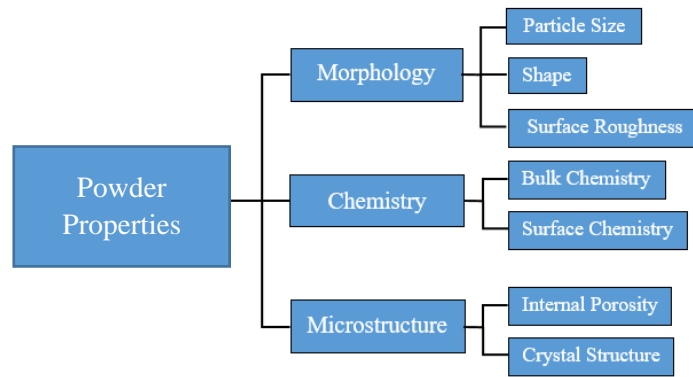 Powder
Properties
Morphology
Particle Size
Shape
Surface Roughness
Chemistry
Bulk Chemistry
Surface Chemistry
Microstructure
Internal Porosity
Crystal Structure